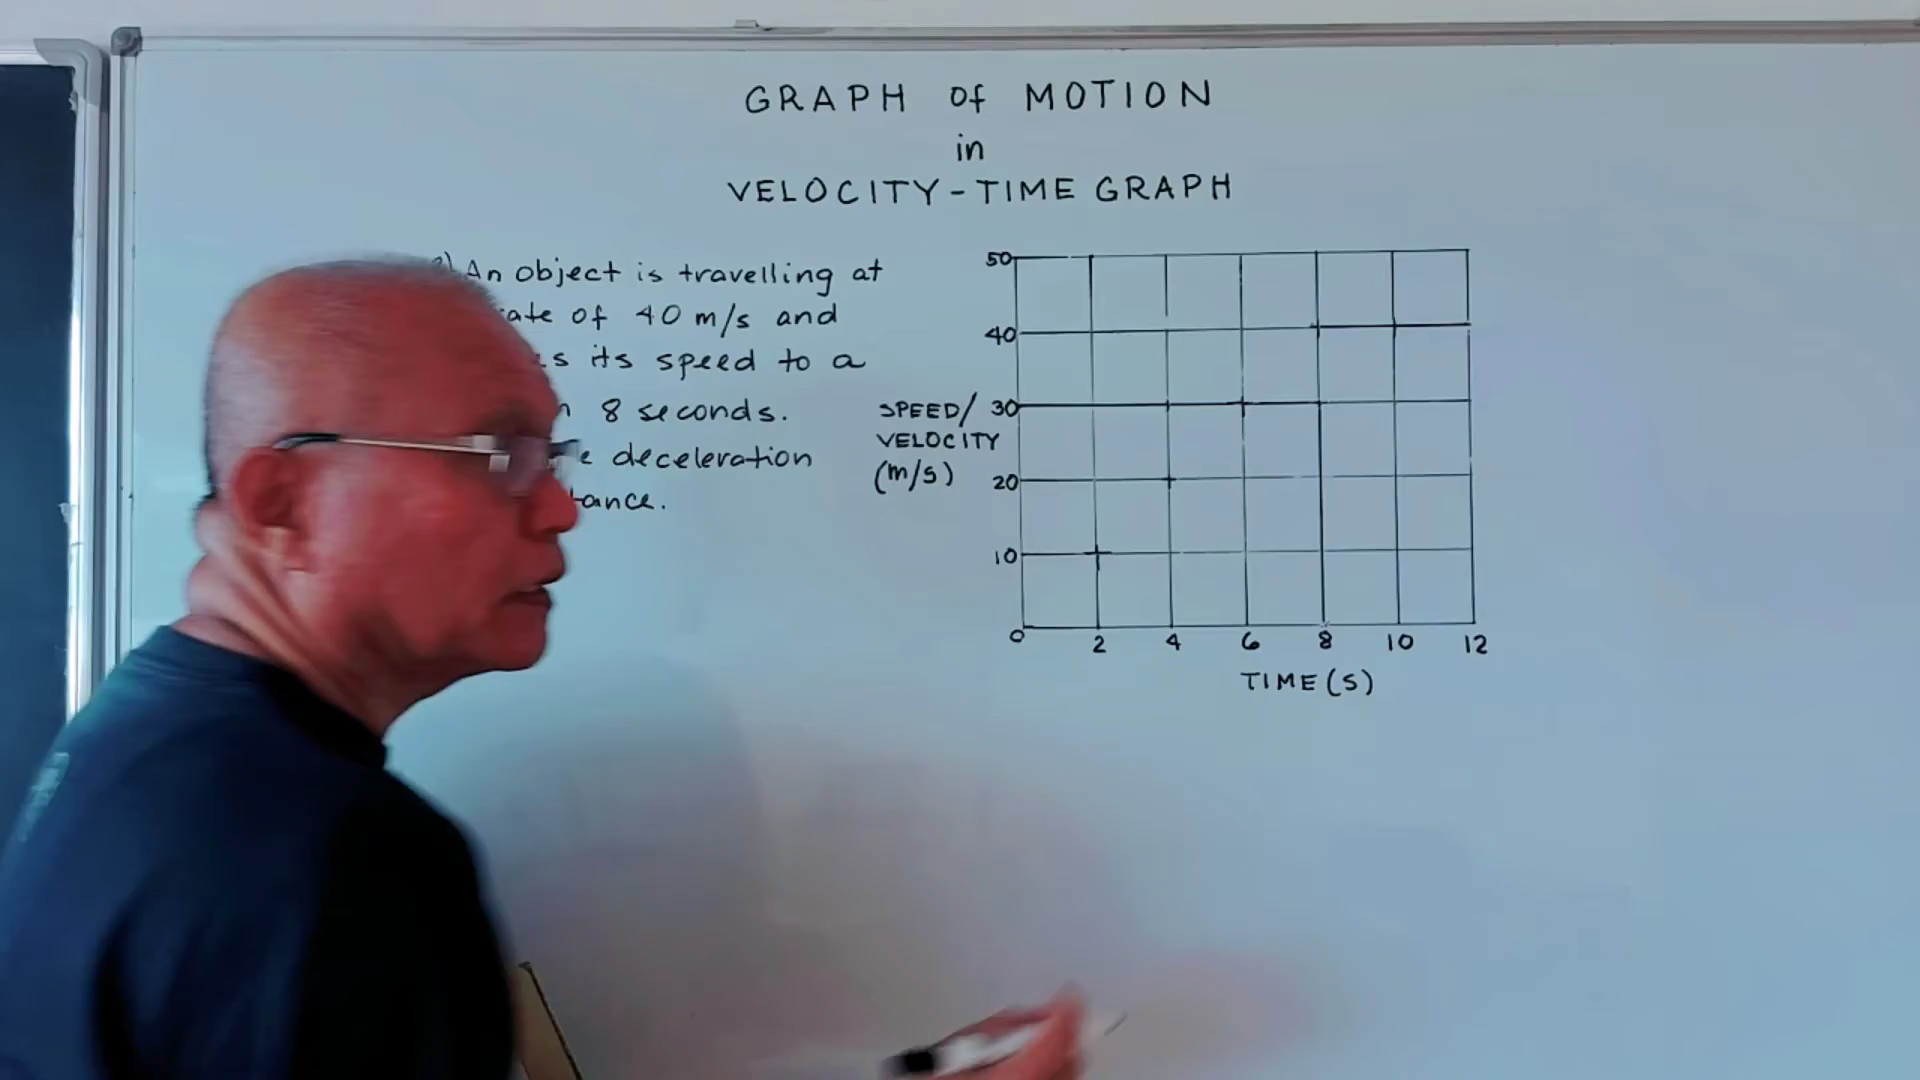 GRAPH of MOTION
in
VELOCITY-TIME GRAPH
An object is travelling at
of 40 m/s and
its speed to a
8 seconds.
deceleration
50
40
SPEED/ 30
VELOCITY
(m/s) 20
10
0 2 4 6 8 10 12
TIME (S)